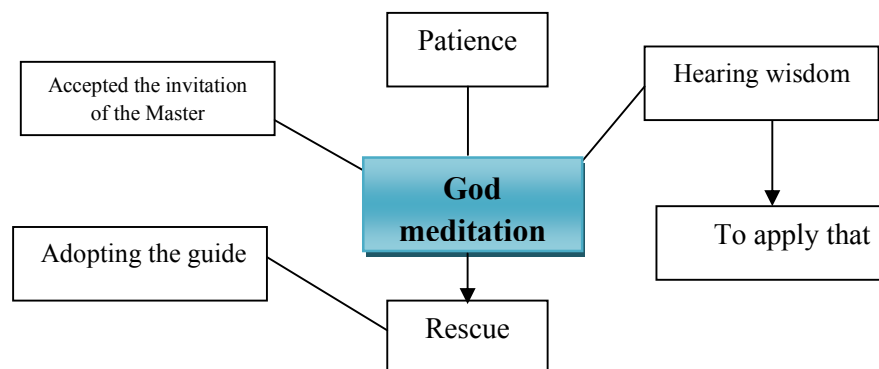 Patience
Hearing wisdom
Accepted the invitation
of the Master
God
meditation
To apply that
Adopting the guide
Rescue